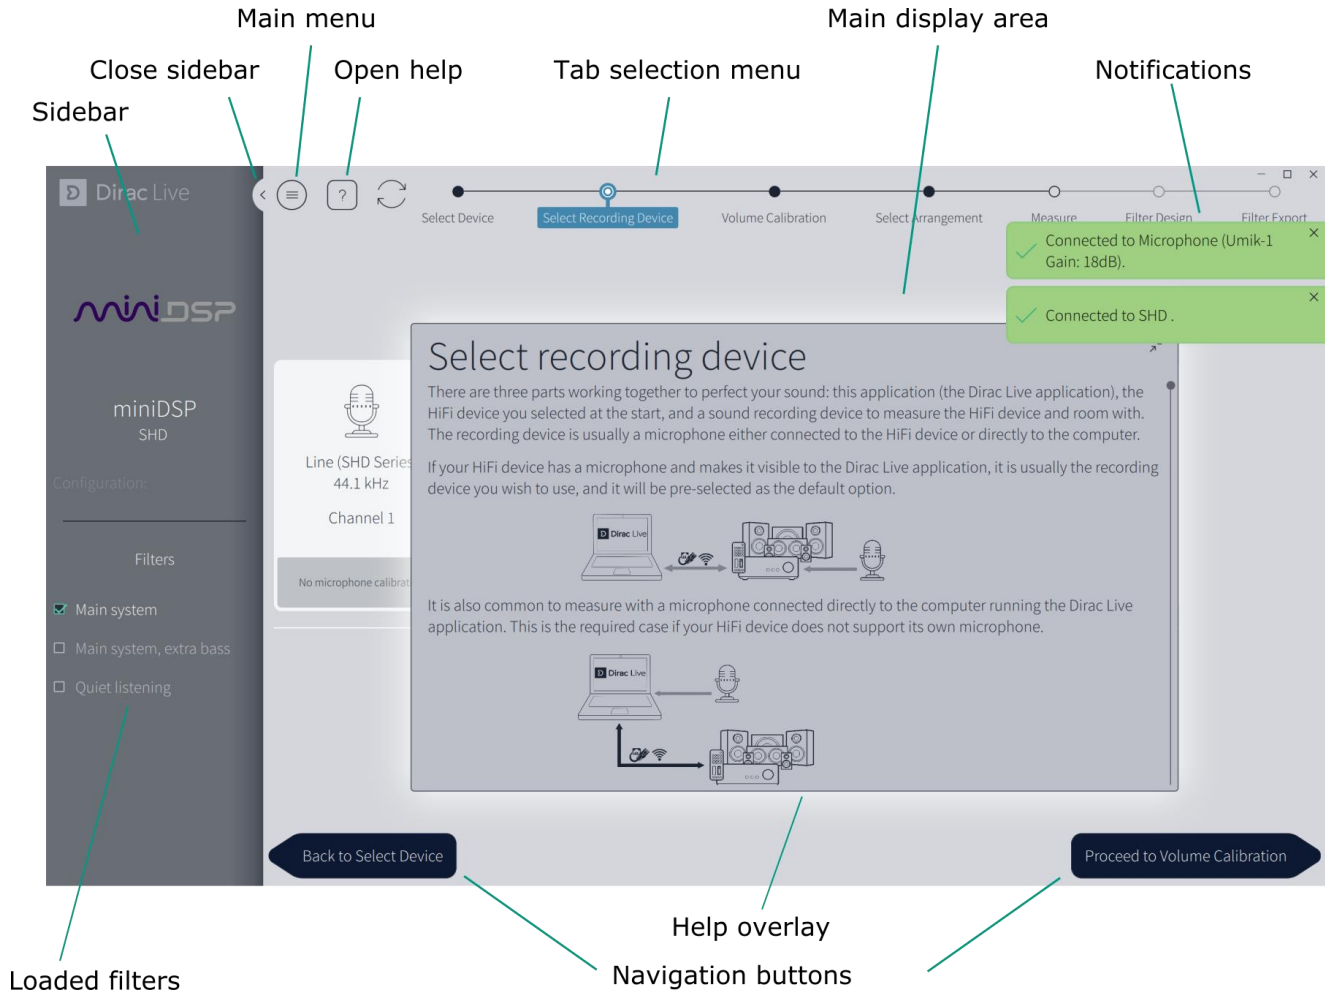 Main menu
Main display area
Close sidebar
Open help
Tab selection menu
Notifications
Sidebar
Dirac Live
?
Select Device
Select Recording Device
Volume Calibration
Select Arrangement
Measure
Filter Design
Filter Export
Connected to Microphone (Umik-1
Gain: 18dB).
Connected to SHD .
miniDSP
miniDSP
SHD
Configuration:
Filters
Main system
Main system, extra bass
Quiet listening
Line (SHD Series
44.1 kHz
Channel 1
No microphone calibrat
Select recording device
There are three parts working together to perfect your sound: this application (the Dirac Live application), the
HiFi device you selected at the start, and a sound recording device to measure the HiFi device and room with.
The recording device is usually a microphone either connected to the HiFi device or directly to the computer.
If your HiFi device has a microphone and makes it visible to the Dirac Live application, it is usually the recording
device you wish to use, and it will be pre-selected as the default option.
Dirac Live
It is also common to measure with a microphone connected directly to the computer running the Dirac Live
application. This is the required case if your HiFi device does not support its own microphone.
Dirac Live
Back to Select Device
Proceed to Volume Calibration
Help overlay
Navigation buttons
Loaded filters